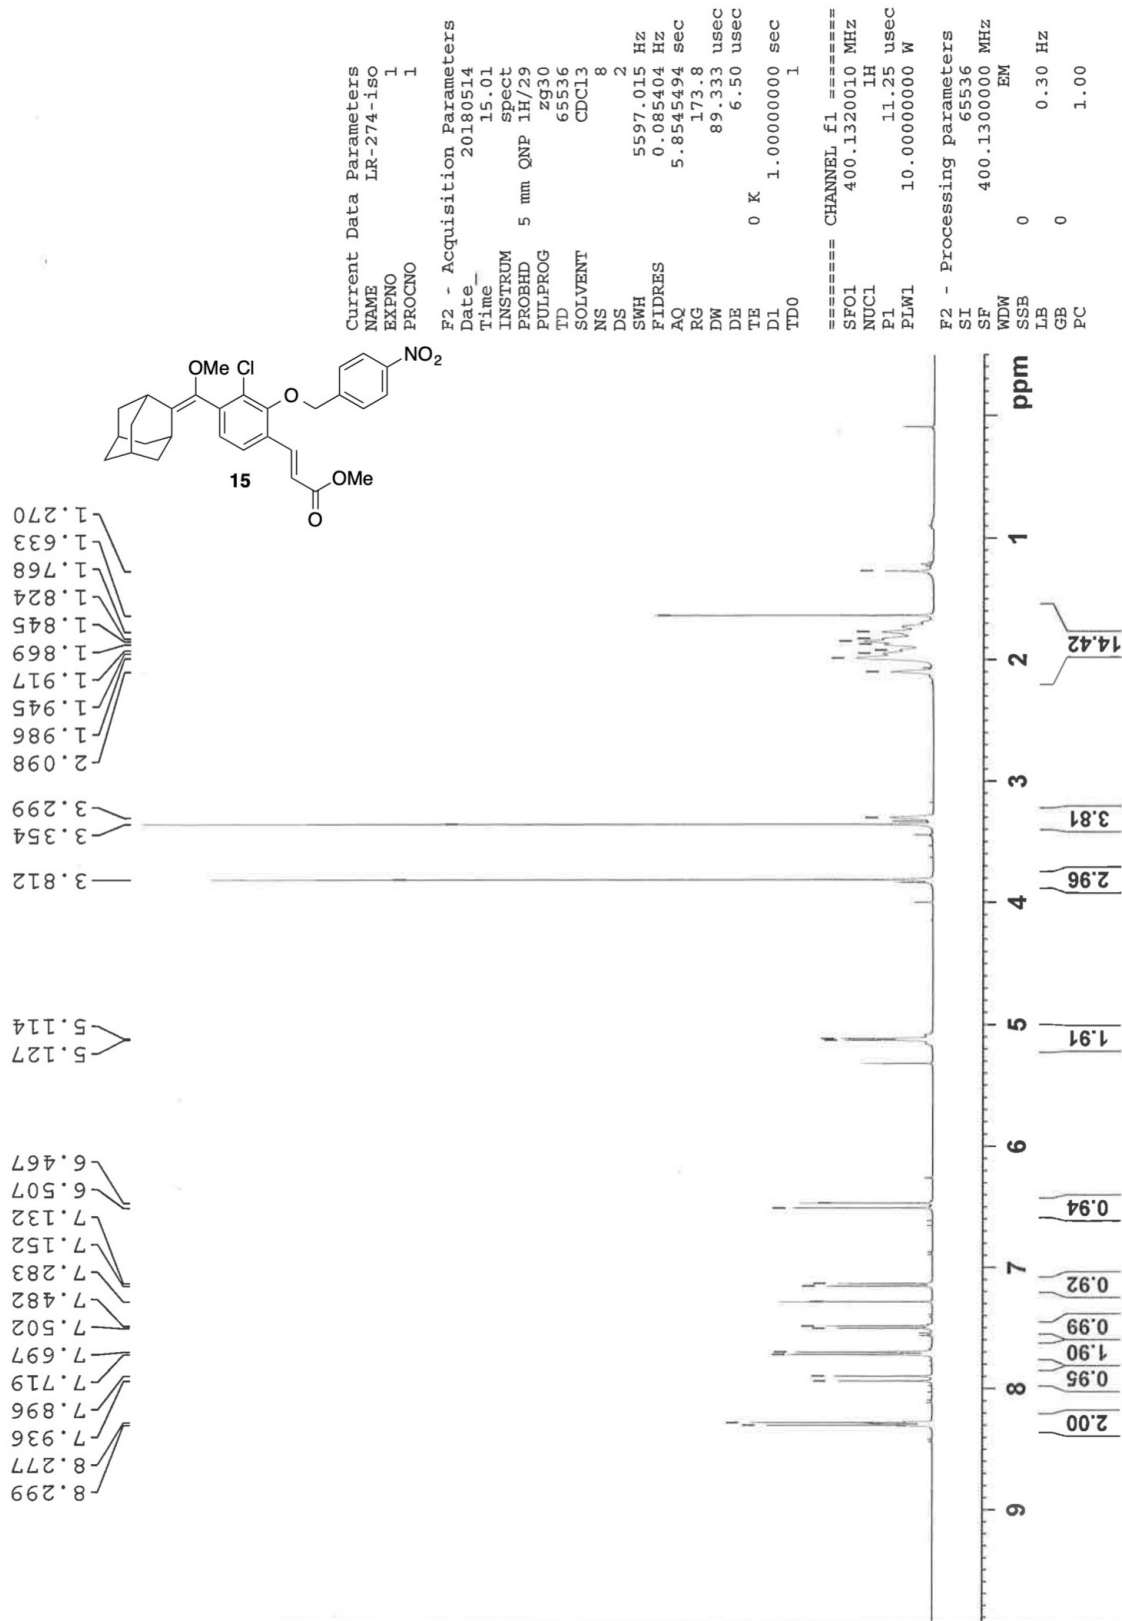 Current Data Parameters
NAME LR-274-iso
EXPNO 1
PROCNO 1
F2 - Acquisition Parameters
Date_ 20180514
Time 15.01
INSTRUM spect
PROBHD 5 mm QNP 1H/29
PULPROG zg30
TD 65536
SOLVENT CDCl3
NS 8
DS 2
SWH 5597.015 Hz
FIDRES 0.085404 Hz
AQ 5.8545494 sec
RG 173.8
DW 89.333 usec
DE 6.50 usec
TE 0 K
D1 1.00000000 sec
TD0 1
======== CHANNEL f1 ========
SFO1 400.1320010 MHz
NUC1 1H
P1 11.25 usec
PLW1 10.00000000 W
F2 - Processing parameters
SI 65536
SF 400.1300000 MHz
WDW EM
SSB 0
LB 0.30 Hz
GB 0
PC 1.00
OMe
Cl
O
NO2
OMe
O
15
8.299
8.277
7.936
7.896
7.719
7.697
7.502
7.482
7.283
7.152
7.132
6.507
6.467
5.127
5.114
3.812
3.354
3.299
2.098
1.986
1.945
1.917
1.869
1.845
1.824
1.768
1.633
1.270
9 8 7 6 5 4 3 2 1 ppm
2.00
0.95
1.90
0.99
0.92
0.94
1.91
2.96
3.81
14.42